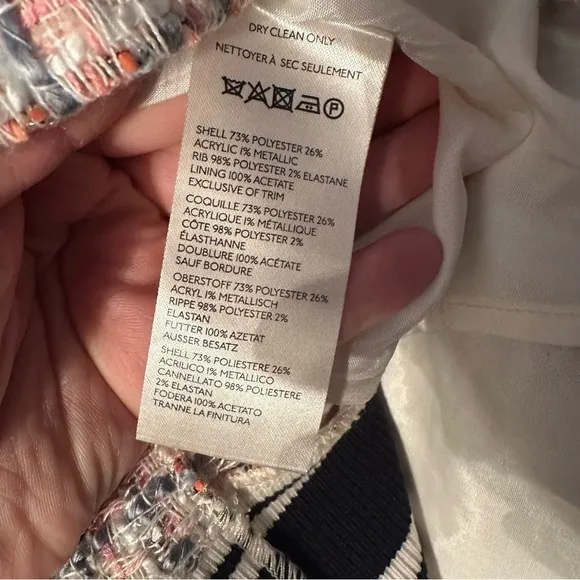 DRY CLEAN ONLY
NETTOYER À SEC SEULEMENT
P
SHELL 73% POLYESTER 26%
ACRYLIC 1% METALLIC
RIB 98% POLYESTER 2% ELASTANE
LINING 100% ACETATE
EXCLUSIVE OF TRIM
COQUILLE 73% POLYESTER 26%
ACRYLIQUE 1% MÉTALLIQUE
CÔTE 98% POLYESTER 2%
ÉLASTHANNE
DOUBLURE 100% ACÉTATE
SAUF BORDURE
OBERSTOFF 73% POLYESTER 26%
ACRYL 1% METALLISCH
RIPPE 98% POLYESTER 2%
ELASTAN
FUTTER 100% AZETAT
AUSSER BESATZ
SHELL 73% POLIESTERE 26%
ACRILICO 1% METALLICO
CANNELLATO 98% POLIESTERE
2% ELASTAN
FODERA 100% ACETATO
TRANNE LA FINITURA